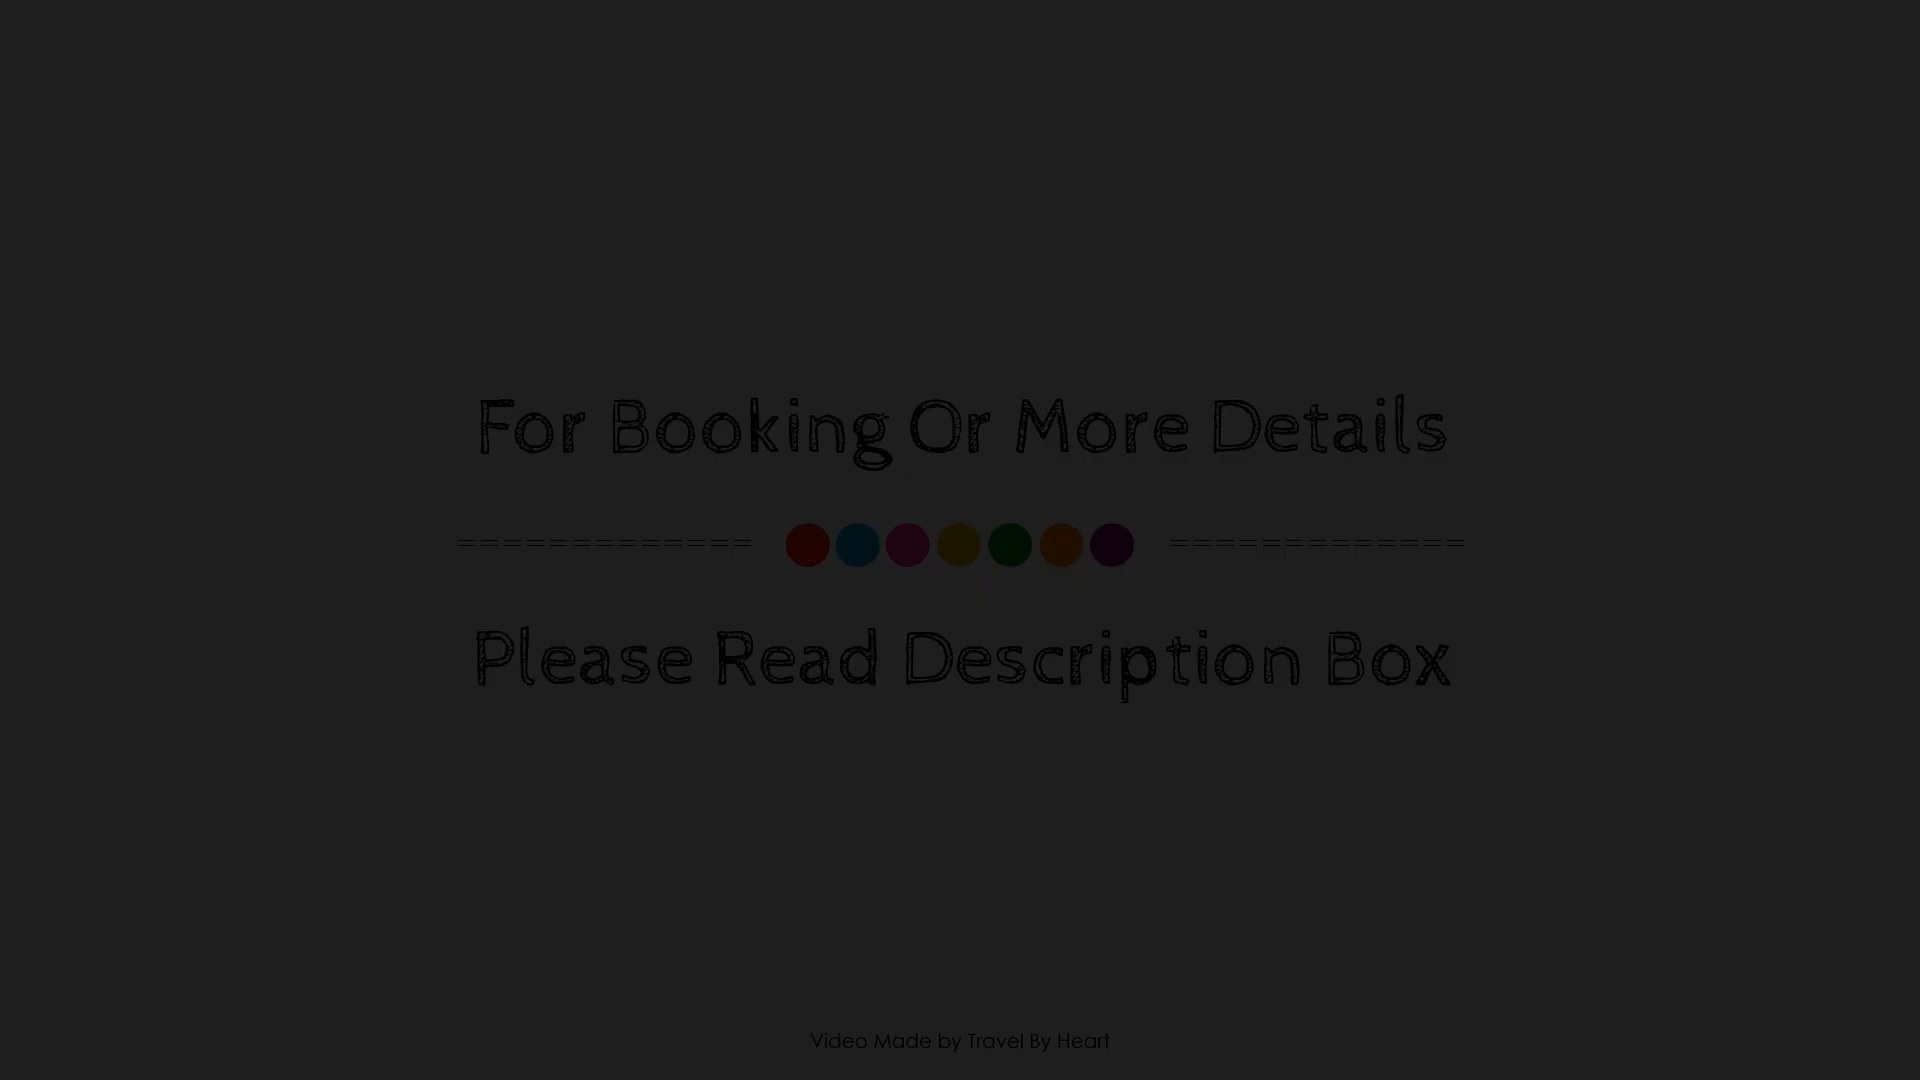 For Booking Or More Details
============= =============
Please Read Description Box
Video Made by Travel By Heart